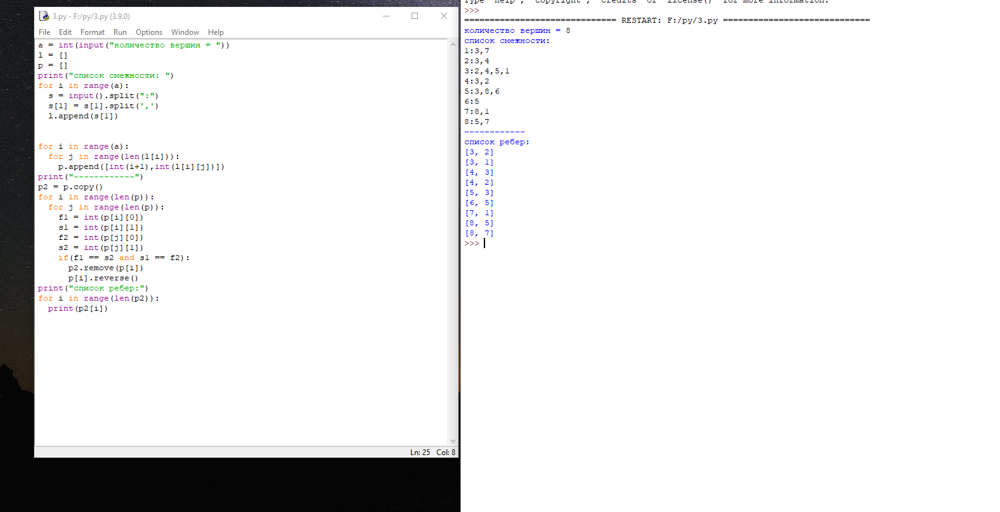 3.py - F:/py/3.py (3.9.0)
File Edit Format Run Options Window Help
a = int(input("количество вершин = "))
l = []
p = []
print("список смежности: ")
for i in range(a):
  s = input().split(":")
  s[1] = s[1].split(',')
  l.append(s[1])
for i in range(a):
  for j in range(len(l[i])):
    p.append([int(i+1),int(l[i][j])])
print("------------")
p2 = p.copy()
for i in range(len(p)):
  for j in range(len(p)):
    f1 = int(p[i][0])
    s1 = int(p[i][1])
    f2 = int(p[j][0])
    s2 = int(p[j][1])
    if(f1 == s2 and s1 == f2):
      p2.remove(p[i])
      p[i].reverse()
print("список ребер:")
for i in range(len(p2)):
  print(p2[i])
Ln: 25 Col: 8
Type "help", "copyright", "credits" or "license()" for more information.
>>>
============================== RESTART: F:/py/3.py =============================
количество вершин = 8
список смежности:
1:3,7
2:3,4
3:2,4,5,1
4:3,2
5:3,8,6
6:5
7:8,1
8:5,7
------------
список ребер:
[3, 2]
[3, 1]
[4, 3]
[4, 2]
[5, 3]
[6, 5]
[7, 1]
[8, 5]
[8, 7]
>>>